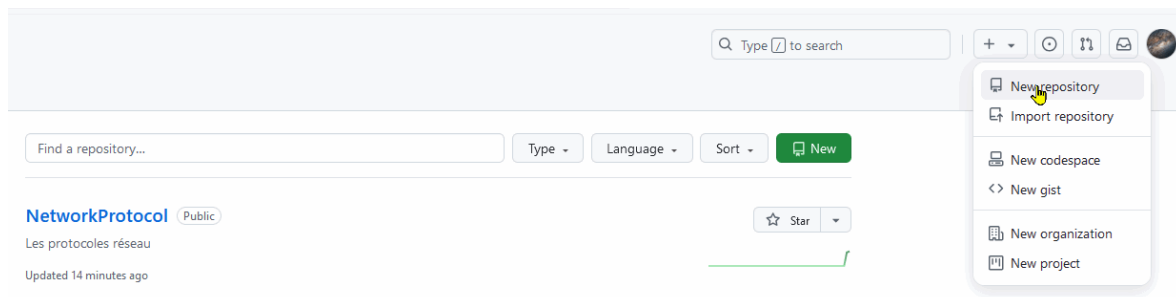 Type / to search
New repository
Import repository
New codespace
New gist
New organization
New project
Find a repository...
Type
Language
Sort
New
NetworkProtocol Public
Star
Les protocoles réseau
Updated 14 minutes ago